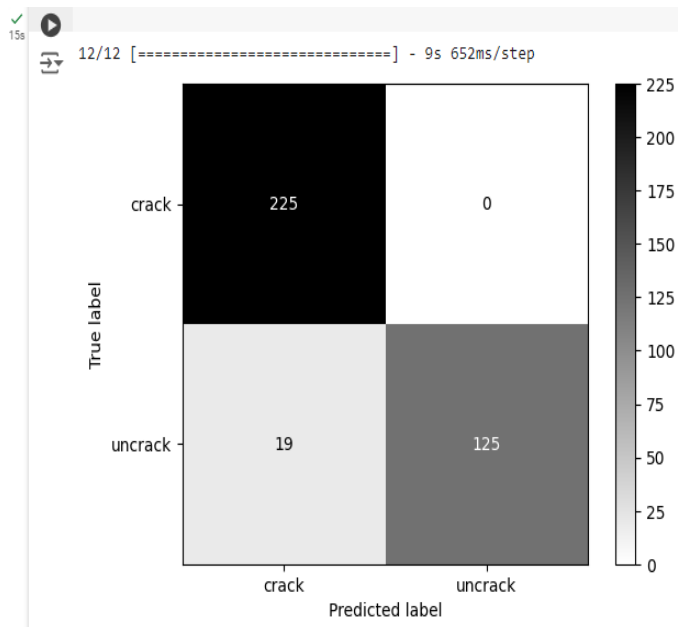 15s
12/12 [==============================] - 9s 652ms/step
225
200
175
150
125
100
75
50
25
0
True label
crack
225
0
uncrack
19
125
crack
uncrack
Predicted label